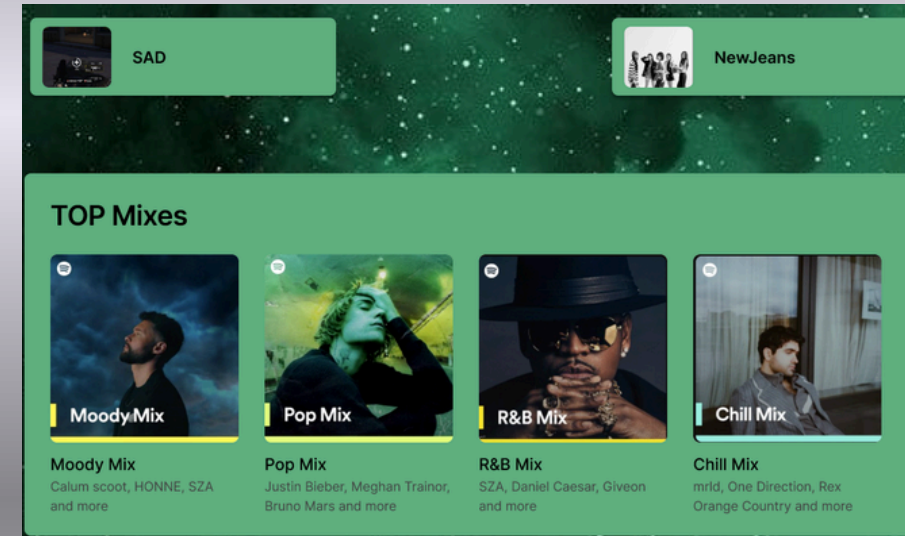 SAD
NewJeans
TOP Mixes
Moody Mix
Pop Mix
R&B Mix
Chill Mix
Moody Mix
Pop Mix
R&B Mix
Chill Mix
Calum scoot, HONNE, SZA
and more
Justin Bieber, Meghan Trainor,
Bruno Mars and more
SZA, Daniel Caesar, Giveon
and more
mrld, One Direction, Rex
Orange Country and more